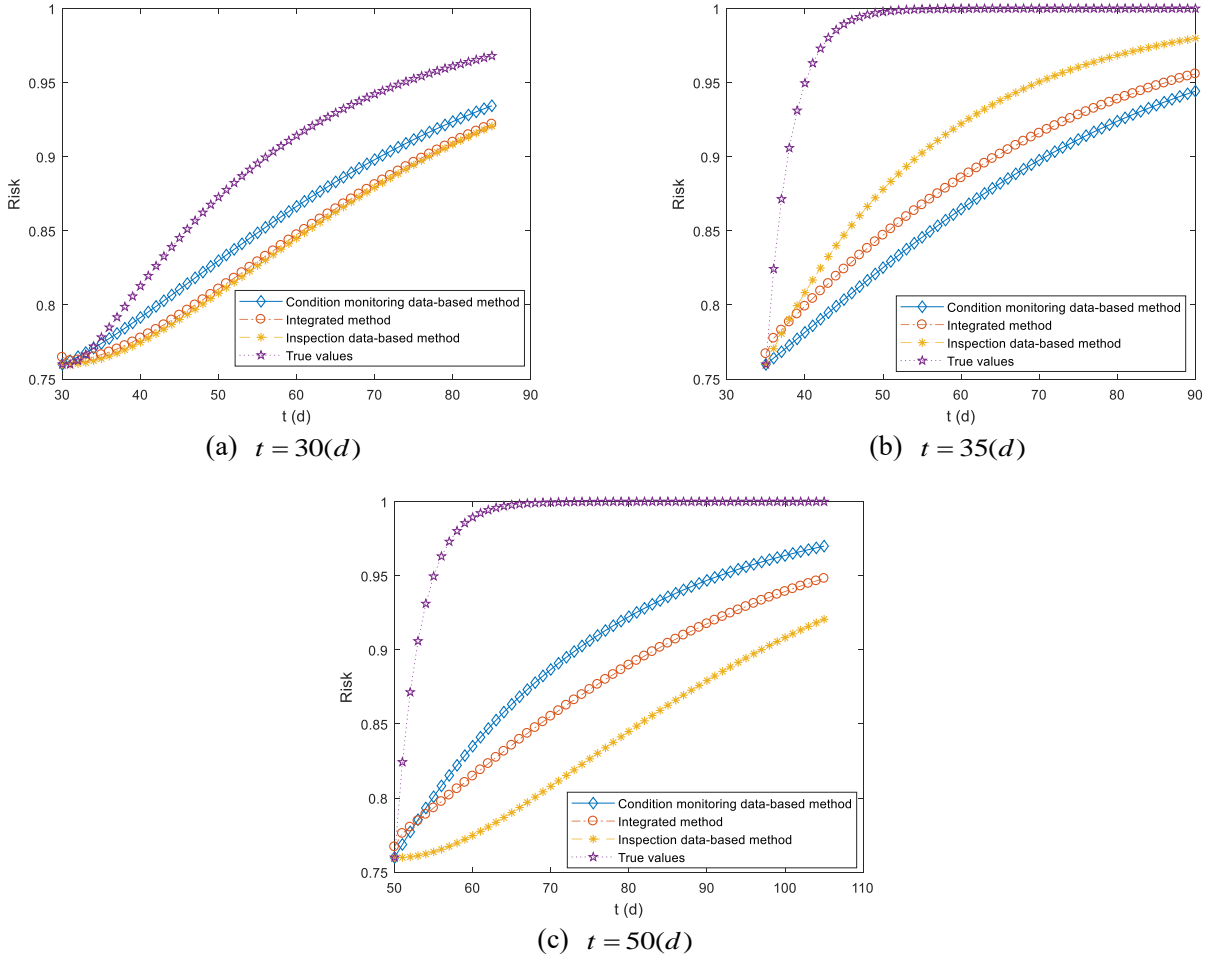 1
0.95
0.9
0.85
0.8
0.75
Risk
30 40 50 60 70 80 90
t (d)
Condition monitoring data-based method
Integrated method
Inspection data-based method
True values
(a) t = 30(d)
1
0.95
0.9
0.85
0.8
0.75
Risk
40 50 60 70 80 90
t (d)
Condition monitoring data-based method
Integrated method
Inspection data-based method
True values
(b) t = 35(d)
1
0.95
0.9
0.85
0.8
0.75
Risk
50 60 70 80 90 100 110
t (d)
Condition monitoring data-based method
Integrated method
Inspection data-based method
True values
(c) t = 50(d)